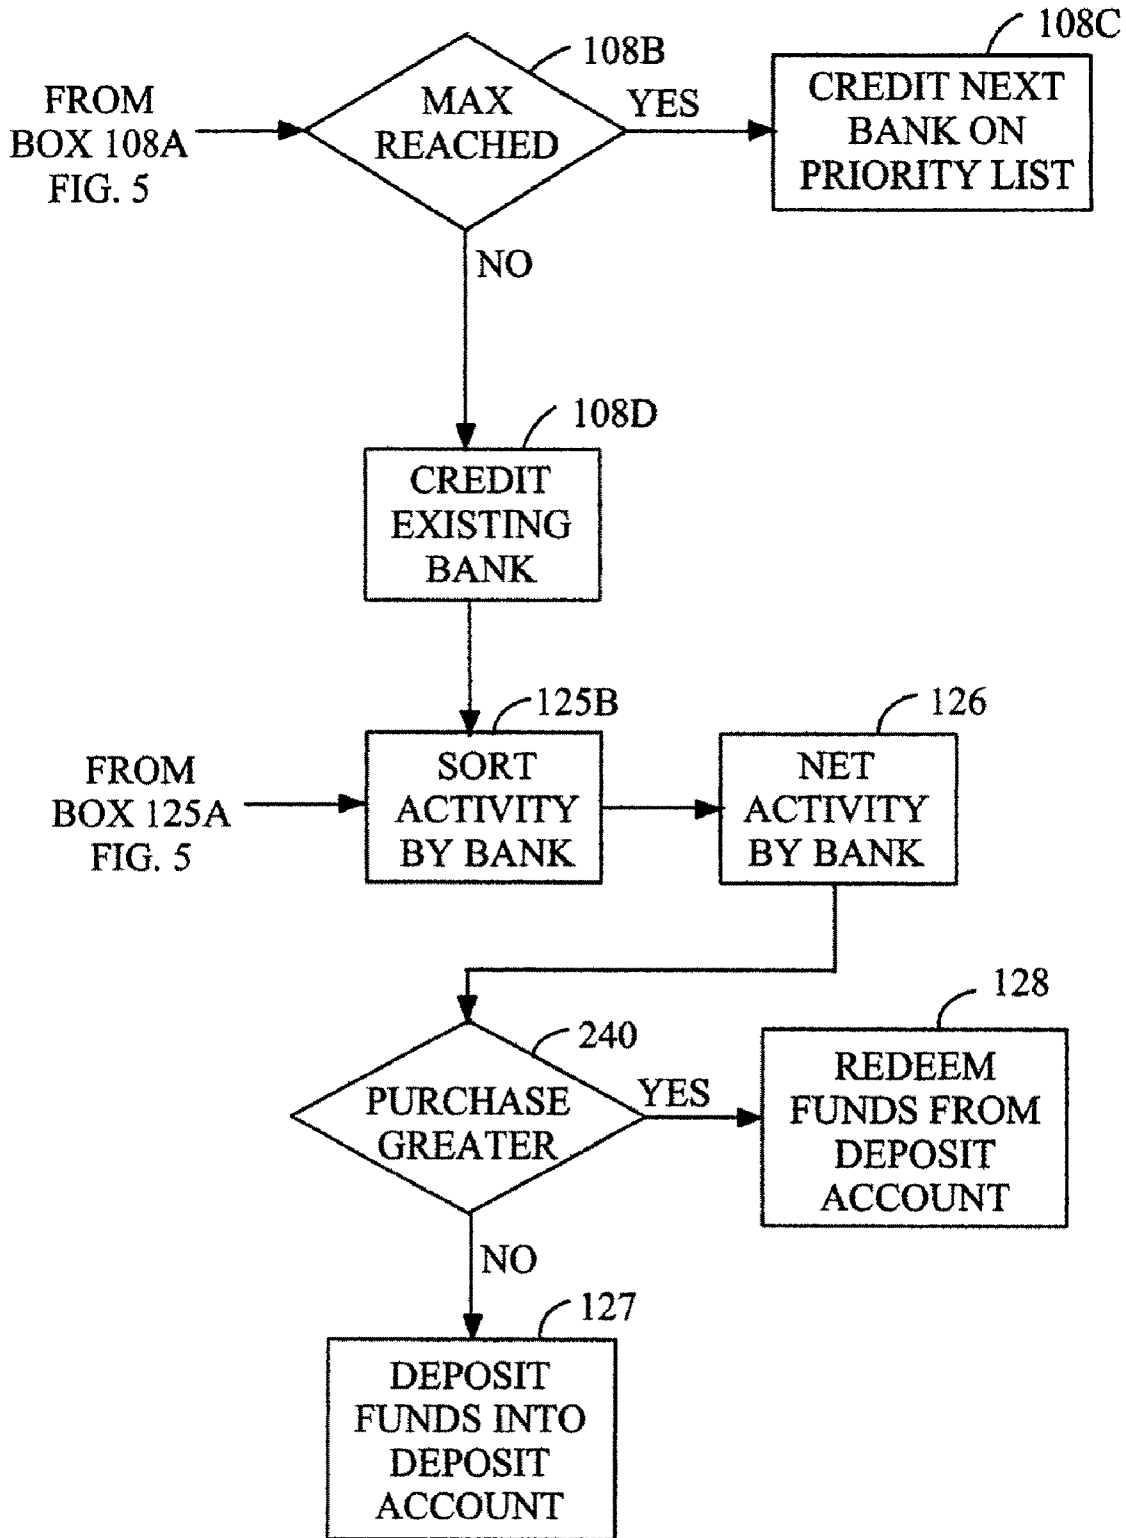 108B
108C
FROM
BOX 108A
FIG. 5
MAX
REACHED
YES
CREDIT NEXT
BANK ON
PRIORITY LIST
NO
108D
CREDIT
EXISTING
BANK
125B
126
FROM
BOX 125A
FIG. 5
SORT
ACTIVITY
BY BANK
NET
ACTIVITY
BY BANK
240
128
PURCHASE
GREATER
YES
REDEEM
FUNDS FROM
DEPOSIT
ACCOUNT
NO
127
DEPOSIT
FUNDS INTO
DEPOSIT
ACCOUNT